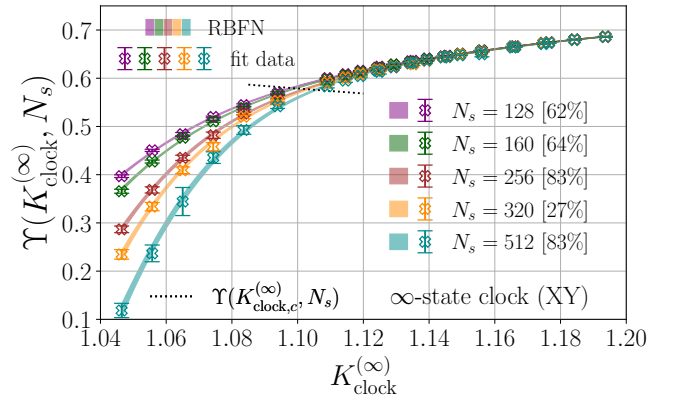 RBFN
fit data
Υ(K_clock^(∞), N_s)
0.7
0.6
0.5
0.4
0.3
0.2
0.1
N_s = 128 [62%]
N_s = 160 [64%]
N_s = 256 [83%]
N_s = 320 [27%]
N_s = 512 [83%]
Υ(K_clock,c^(∞), N_s)
∞-state clock (XY)
1.04 1.06 1.08 1.10 1.12 1.14 1.16 1.18 1.20
K_clock^(∞)